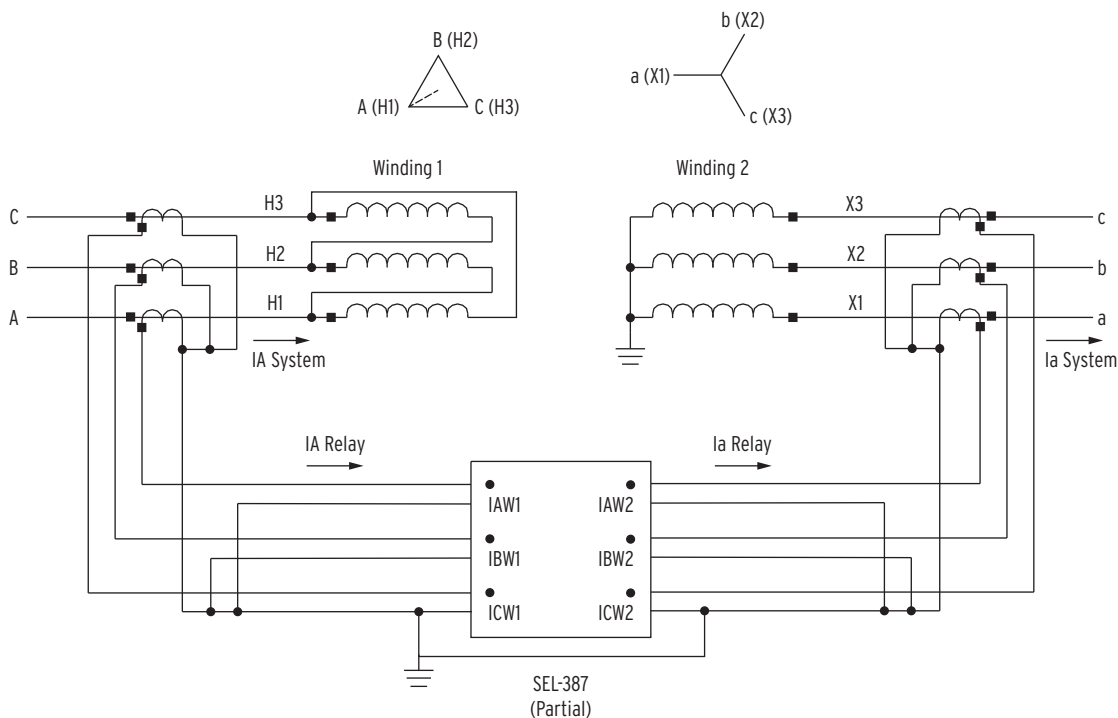 B (H2)
A (H1)
C (H3)
b (X2)
a (X1)
c (X3)
Winding 1
Winding 2
C
H3
X3
c
B
H2
X2
b
A
H1
X1
a
IA System
Ia System
IA Relay
Ia Relay
IAW1
IAW2
IBW1
IBW2
ICW1
ICW2
SEL-387
(Partial)